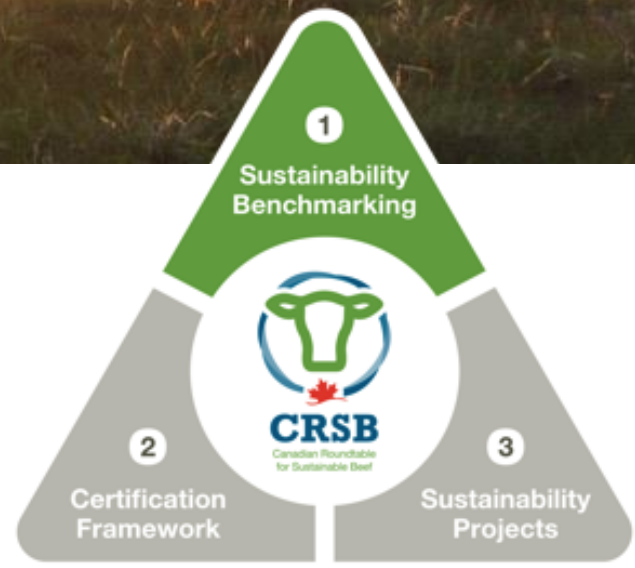 1
Sustainability
Benchmarking
CRSB
Canadian Roundtable
for Sustainable Beef
2
Certification
Framework
3
Sustainability
Projects